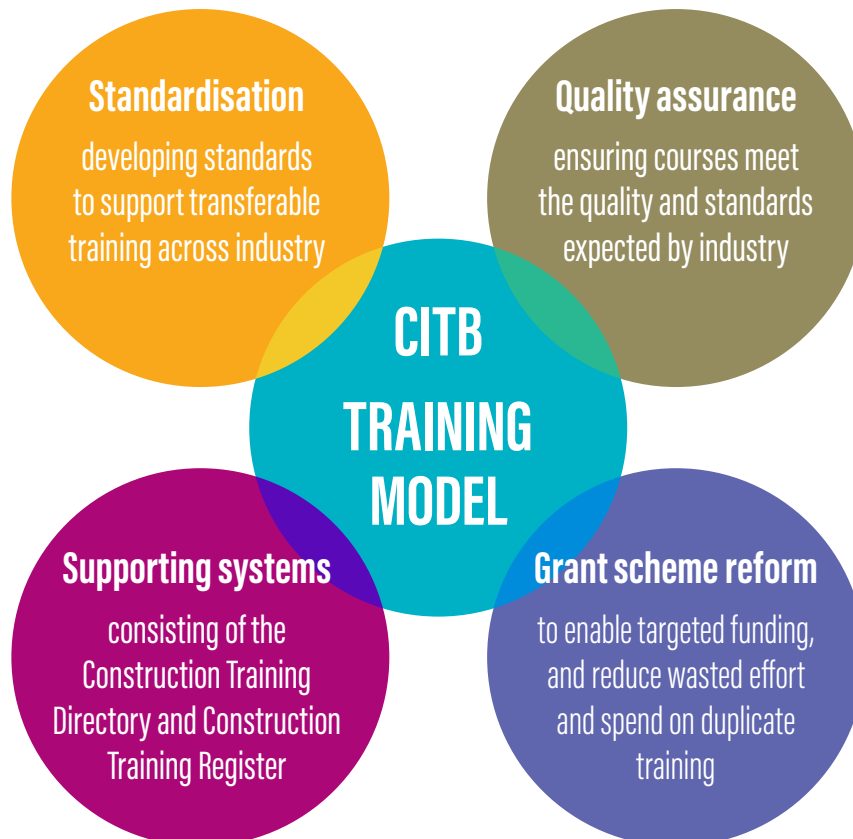 Standardisation
developing standards
to support transferable
training across industry
Quality assurance
ensuring courses meet
the quality and standards
expected by industry
CITB
TRAINING
MODEL
Supporting systems
consisting of the
Construction Training
Directory and Construction
Training Register
Grant scheme reform
to enable targeted funding,
and reduce wasted effort
and spend on duplicate
training